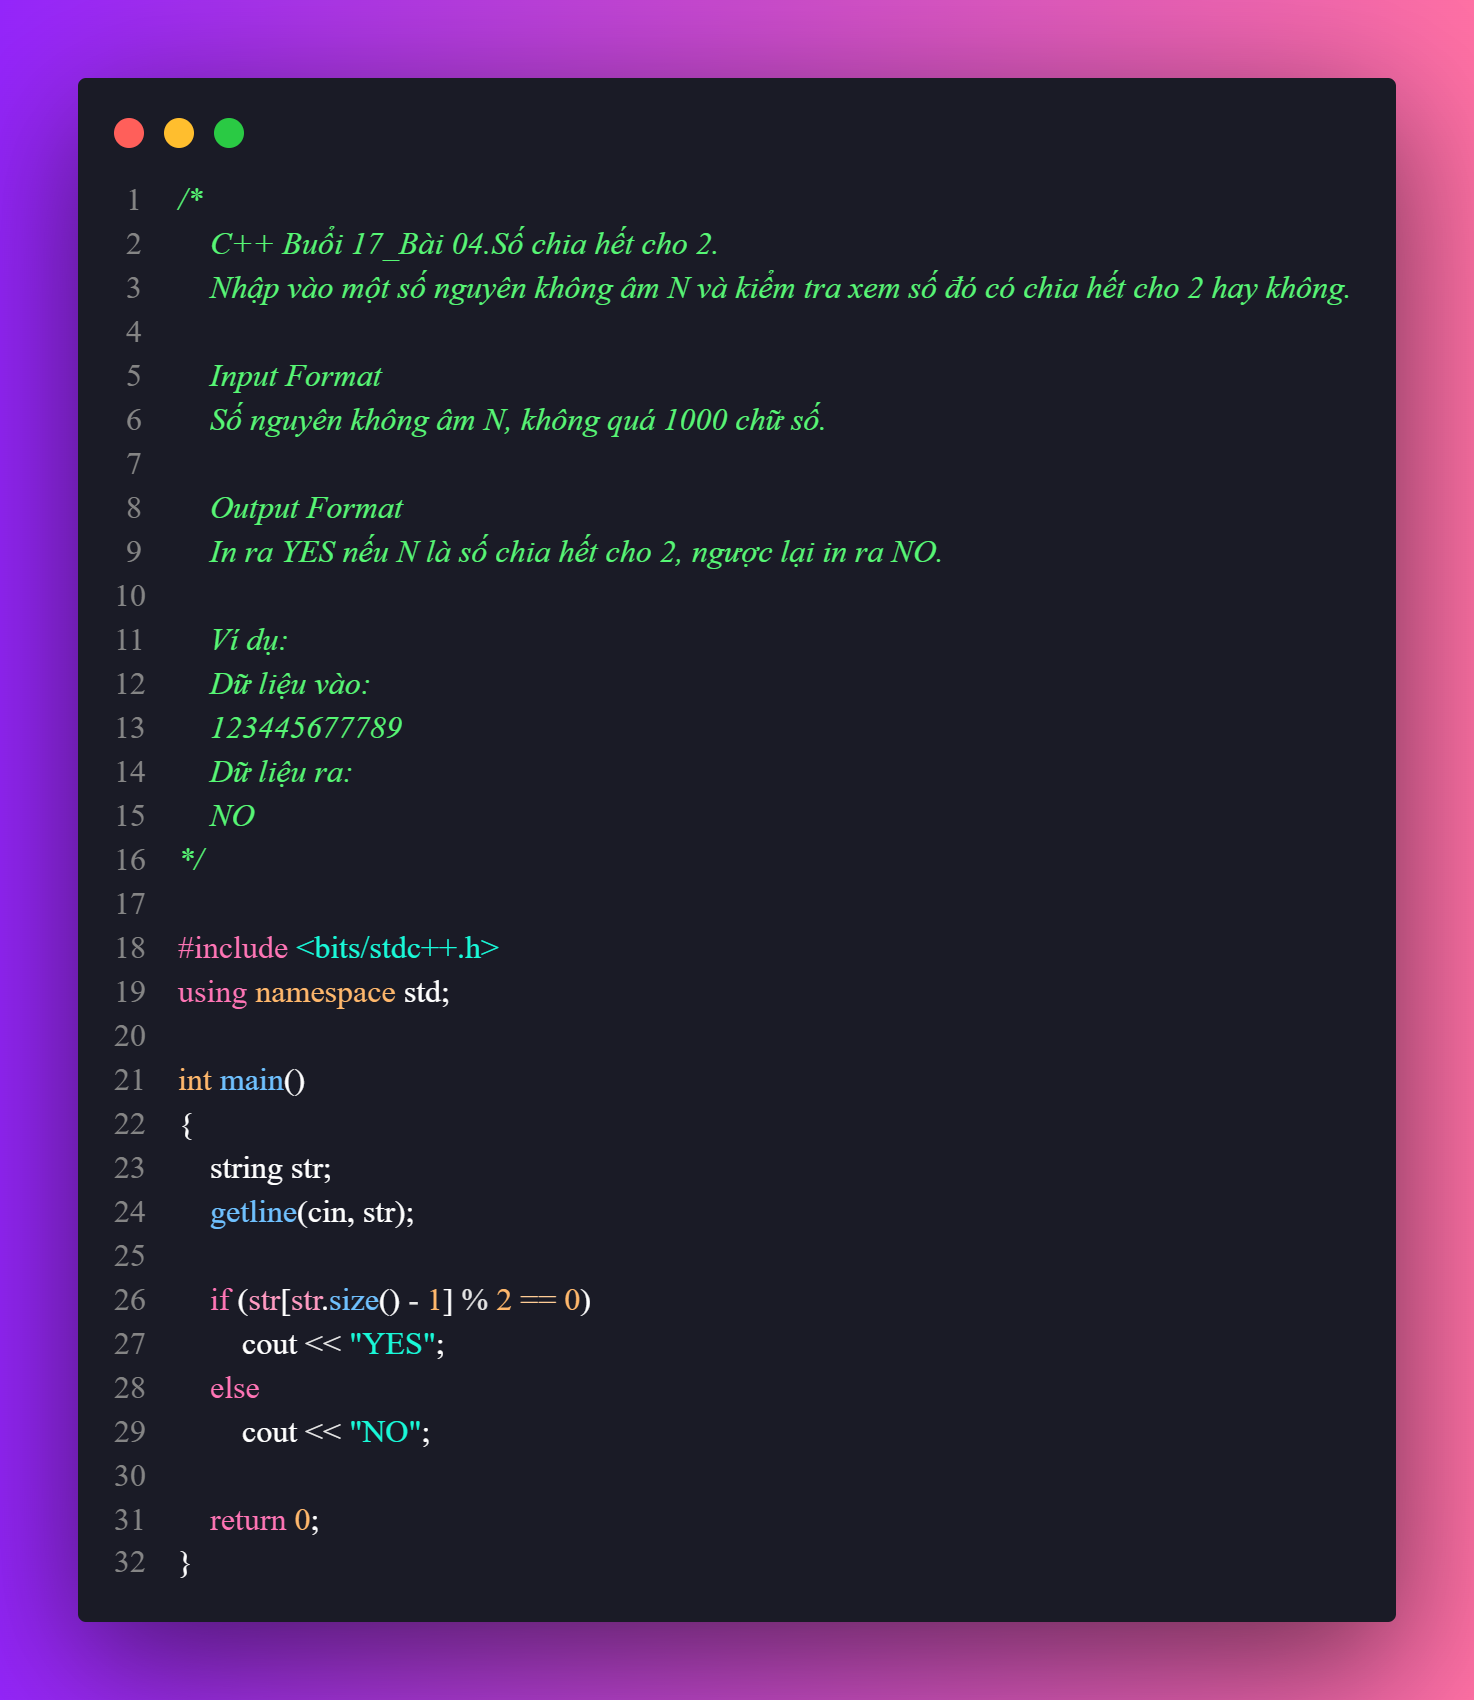 1 /*
2 C++ Buổi 17_Bài 04.Số chia hết cho 2.
3 Nhập vào một số nguyên không âm N và kiểm tra xem số đó có chia hết cho 2 hay không.
4
5 Input Format
6 Số nguyên không âm N, không quá 1000 chữ số.
7
8 Output Format
9 In ra YES nếu N là số chia hết cho 2, ngược lại in ra NO.
10
11 Ví dụ:
12 Dữ liệu vào:
13 123445677789
14 Dữ liệu ra:
15 NO
16 */
17
18 #include <bits/stdc++.h>
19 using namespace std;
20
21 int main()
22 {
23 string str;
24 getline(cin, str);
25
26 if (str[str.size() - 1] % 2 == 0)
27 cout << "YES";
28 else
29 cout << "NO";
30
31 return 0;
32 }